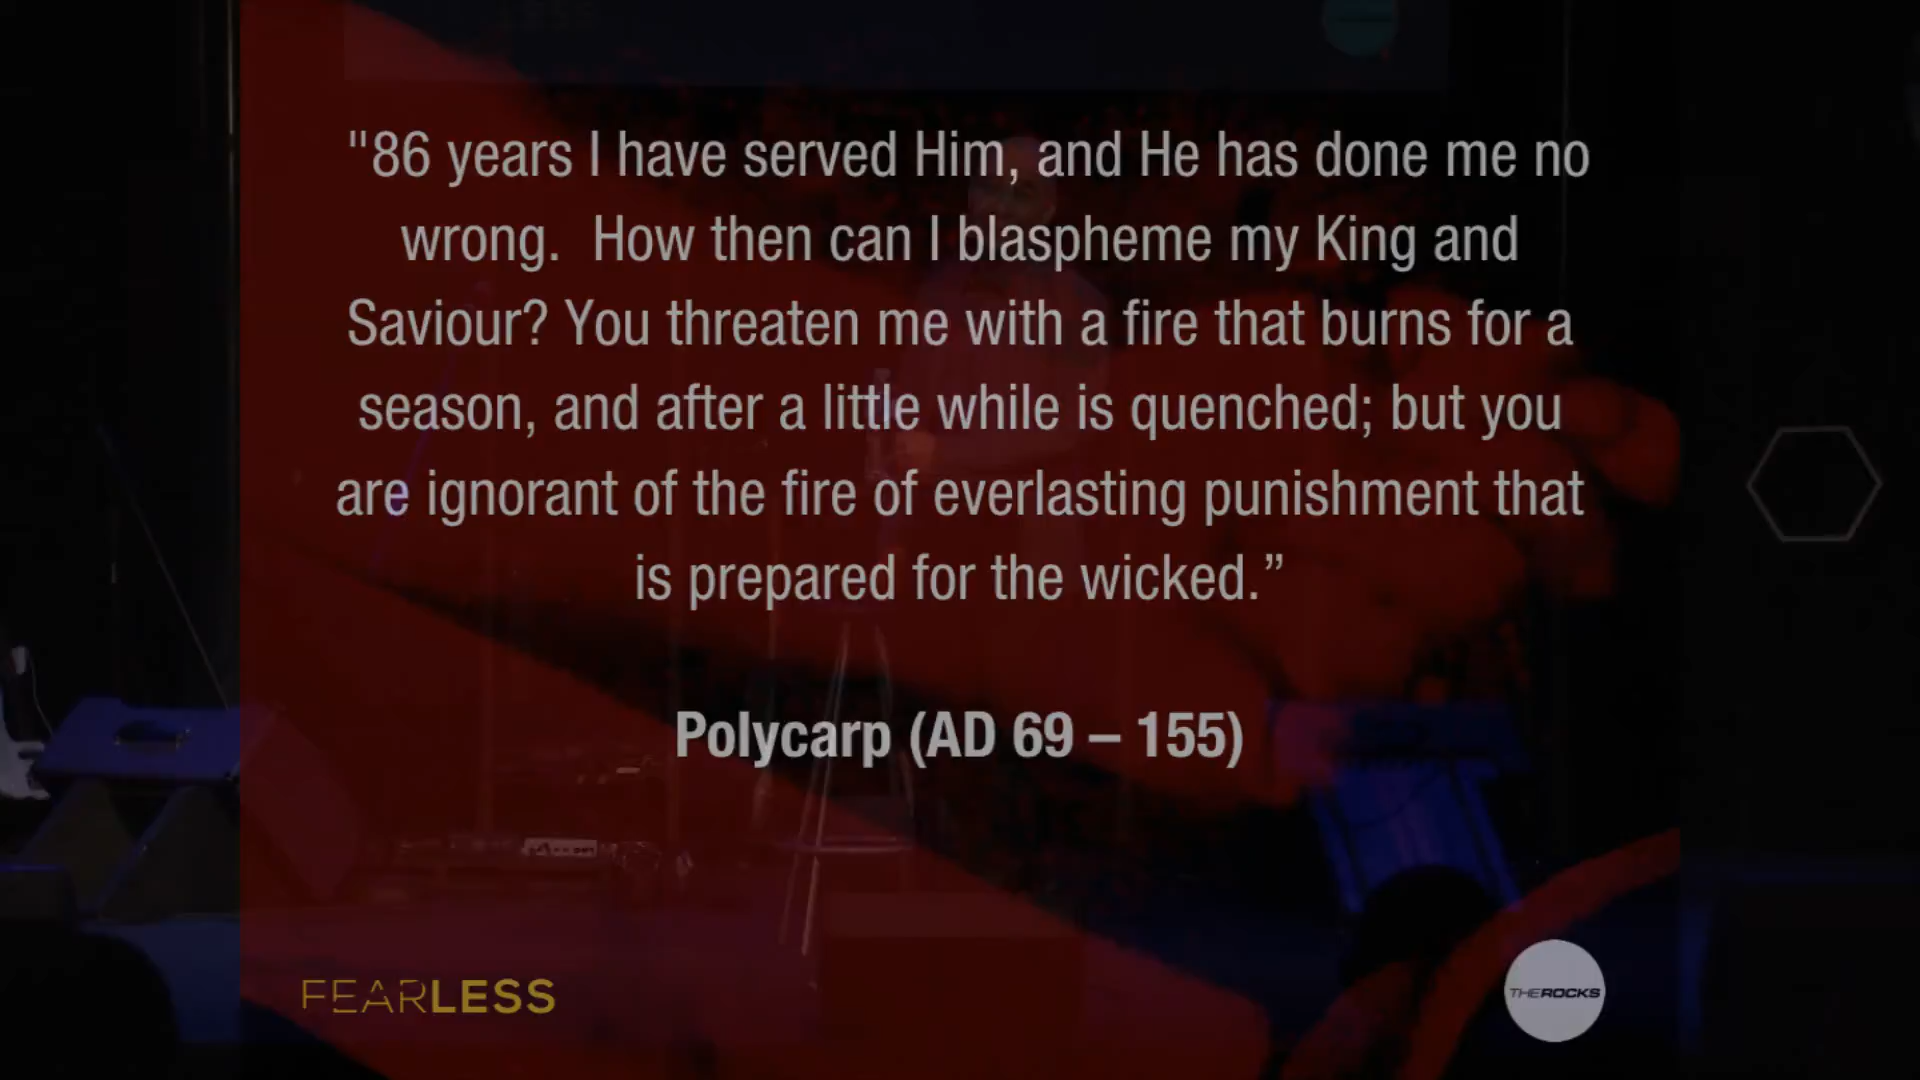 "86 years I have served Him, and He has done me no
wrong.  How then can I blaspheme my King and
Saviour? You threaten me with a fire that burns for a
season, and after a little while is quenched; but you
are ignorant of the fire of everlasting punishment that
is prepared for the wicked.”
Polycarp (AD 69 – 155)
FEARLESS
THEROCKS